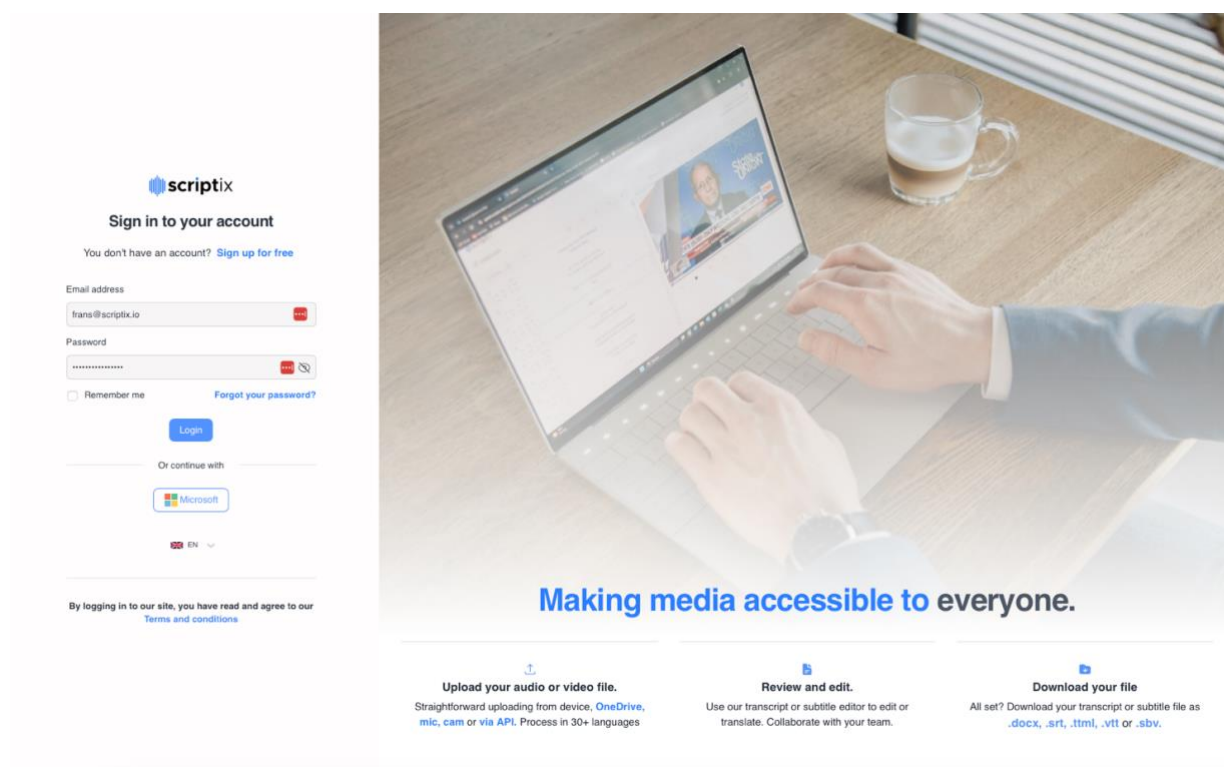 scriptix
Sign in to your account
You don't have an account? Sign up for free
Email address
frans@scriptix.io
Password
Remember me
Forgot your password?
Login
Or continue with
Microsoft
EN
By logging in to our site, you have read and agree to our
Terms and conditions
Making media accessible to everyone.
Upload your audio or video file.
Straightforward uploading from device, OneDrive,
mic, cam or via API. Process in 30+ languages
Review and edit.
Use our transcript or subtitle editor to edit or
translate. Collaborate with your team.
Download your file
All set? Download your transcript or subtitle file as
.docx, .srt, .ttml, .vtt or .sbv.